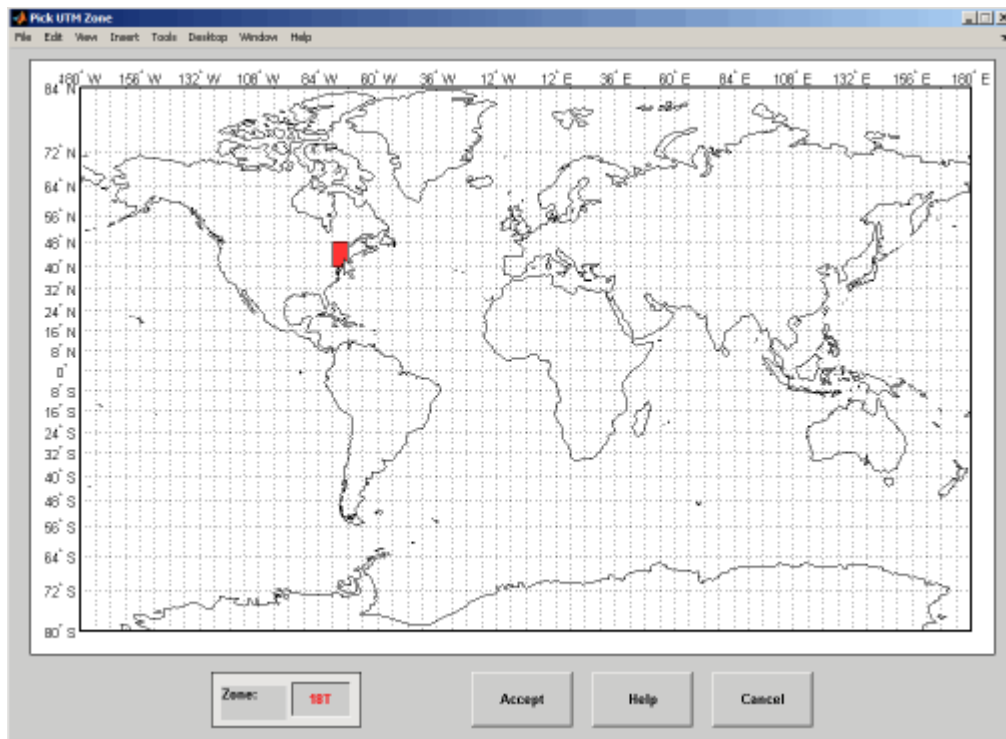 Pick UTM Zone
File Edit View Insert Tools Desktop Window Help
180° W 156° W 132° W 108° W 84° W 60° W 36° W 12° W 12° E 36° E 60° E 84° E 108° E 132° E 156° E 180° E
84° N
72° N
64° N
56° N
48° N
40° N
32° N
24° N
16° N
8° N
0°
8° S
16° S
24° S
32° S
40° S
48° S
56° S
64° S
72° S
80° S
Zone: 18T Accept Help Cancel